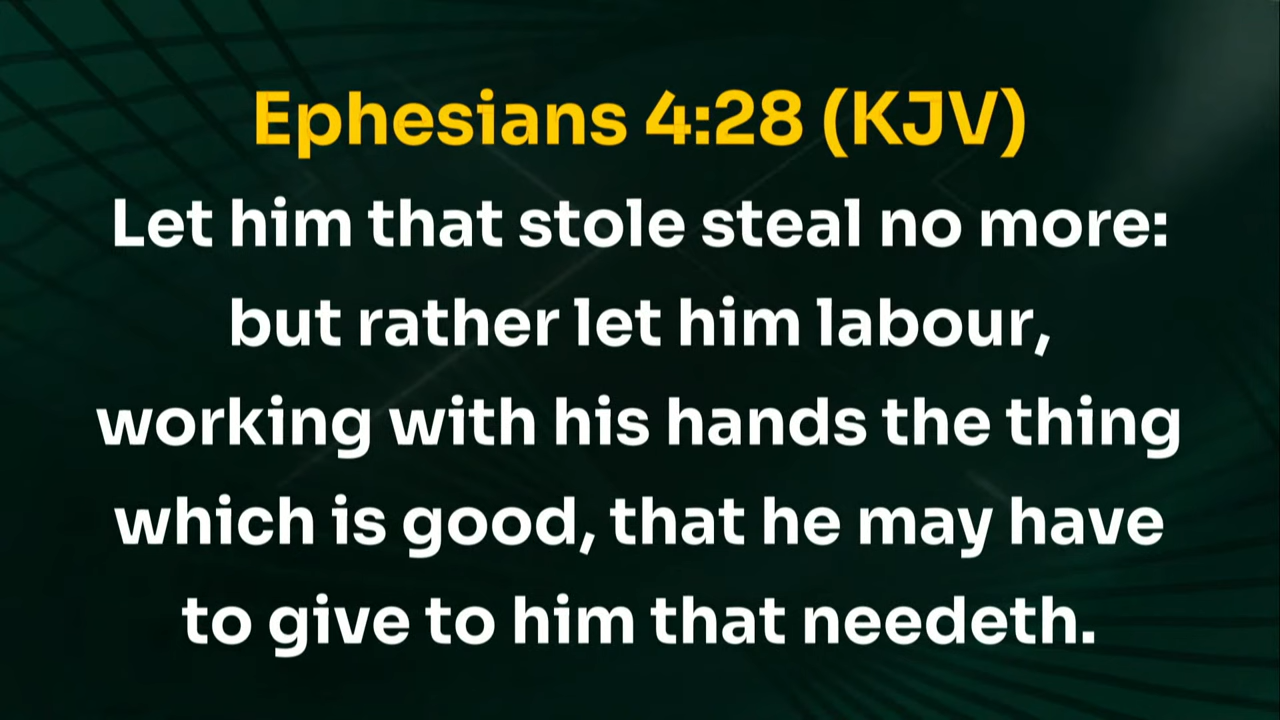 Ephesians 4:28 (KJV)
Let him that stole steal no more:
but rather let him labour,
working with his hands the thing
which is good, that he may have
to give to him that needeth.